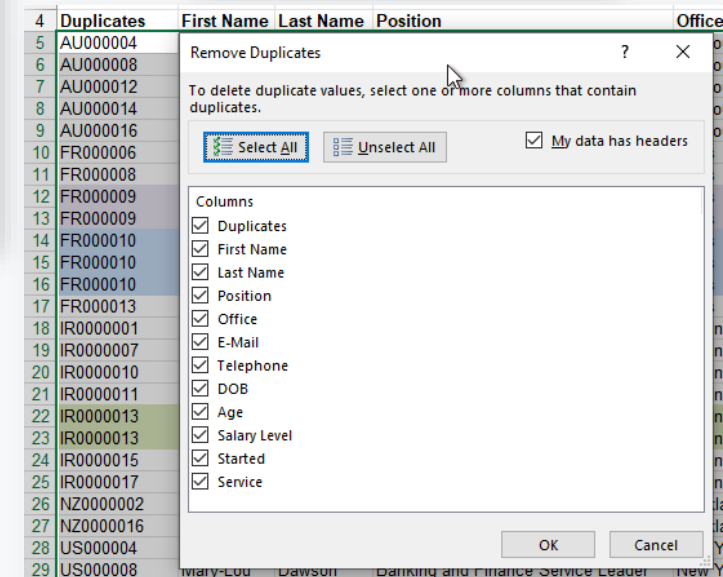 4 Duplicates First Name Last Name Position Office
5 AU000004
6 AU000008
7 AU000012
8 AU000014
9 AU000016
10 FR000006
11 FR000008
12 FR000009
13 FR000009
14 FR000010
15 FR000010
16 FR000010
17 FR000013
18 IR0000001
19 IR0000007
20 IR0000010
21 IR0000011
22 IR0000013
23 IR0000013
24 IR0000015
25 IR0000017
26 NZ0000002
27 NZ0000016
28 US000004
29 US000008 Mary-Lou Dawson Banking and Finance Service Leader New Y
Remove Duplicates ?
To delete duplicate values, select one or more columns that contain
duplicates.
Select All Unselect All My data has headers
Columns
Duplicates
First Name
Last Name
Position
Office
E-Mail
Telephone
DOB
Age
Salary Level
Started
Service
OK Cancel